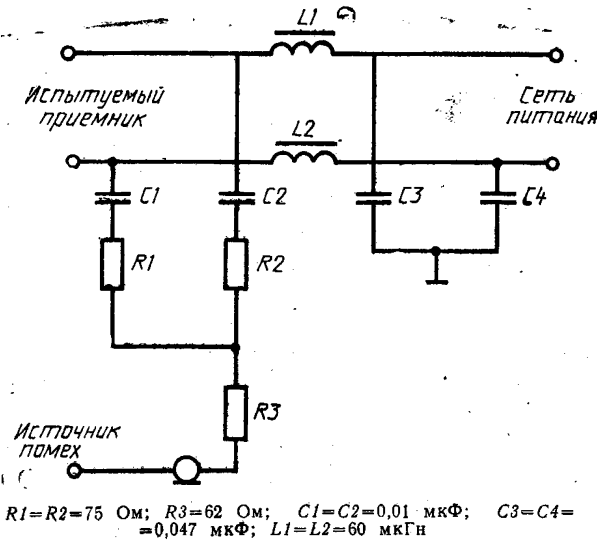 L1
Испытуемый
приемник
Сеть
питания
L2
C1
C2
C3
C4
R1
R2
R3
Источник
помех
R1=R2=75 Ом; R3=62 Ом; C1=C2=0,01 мкФ; C3=C4=
=0,047 мкФ; L1=L2=60 мкГн